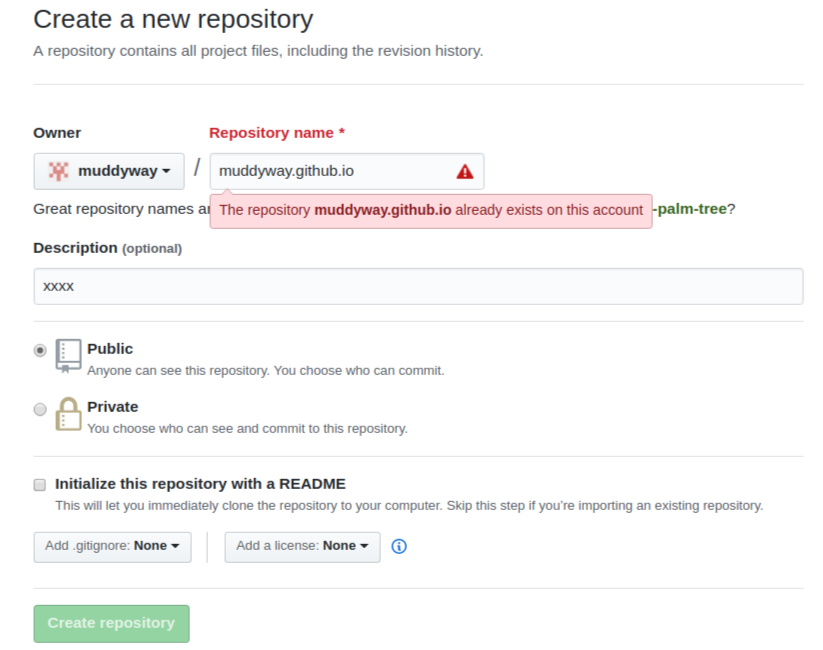 Create a new repository
A repository contains all project files, including the revision history.
Owner
Repository name *
muddyway
/
muddyway.github.io
Great repository names
The repository muddyway.github.io already exists on this account
-palm-tree?
Description (optional)
xxxx
Public
Anyone can see this repository. You choose who can commit.
Private
You choose who can see and commit to this repository.
Initialize this repository with a README
This will let you immediately clone the repository to your computer. Skip this step if you’re importing an existing repository.
Add .gitignore: None
Add a license: None
Create repository